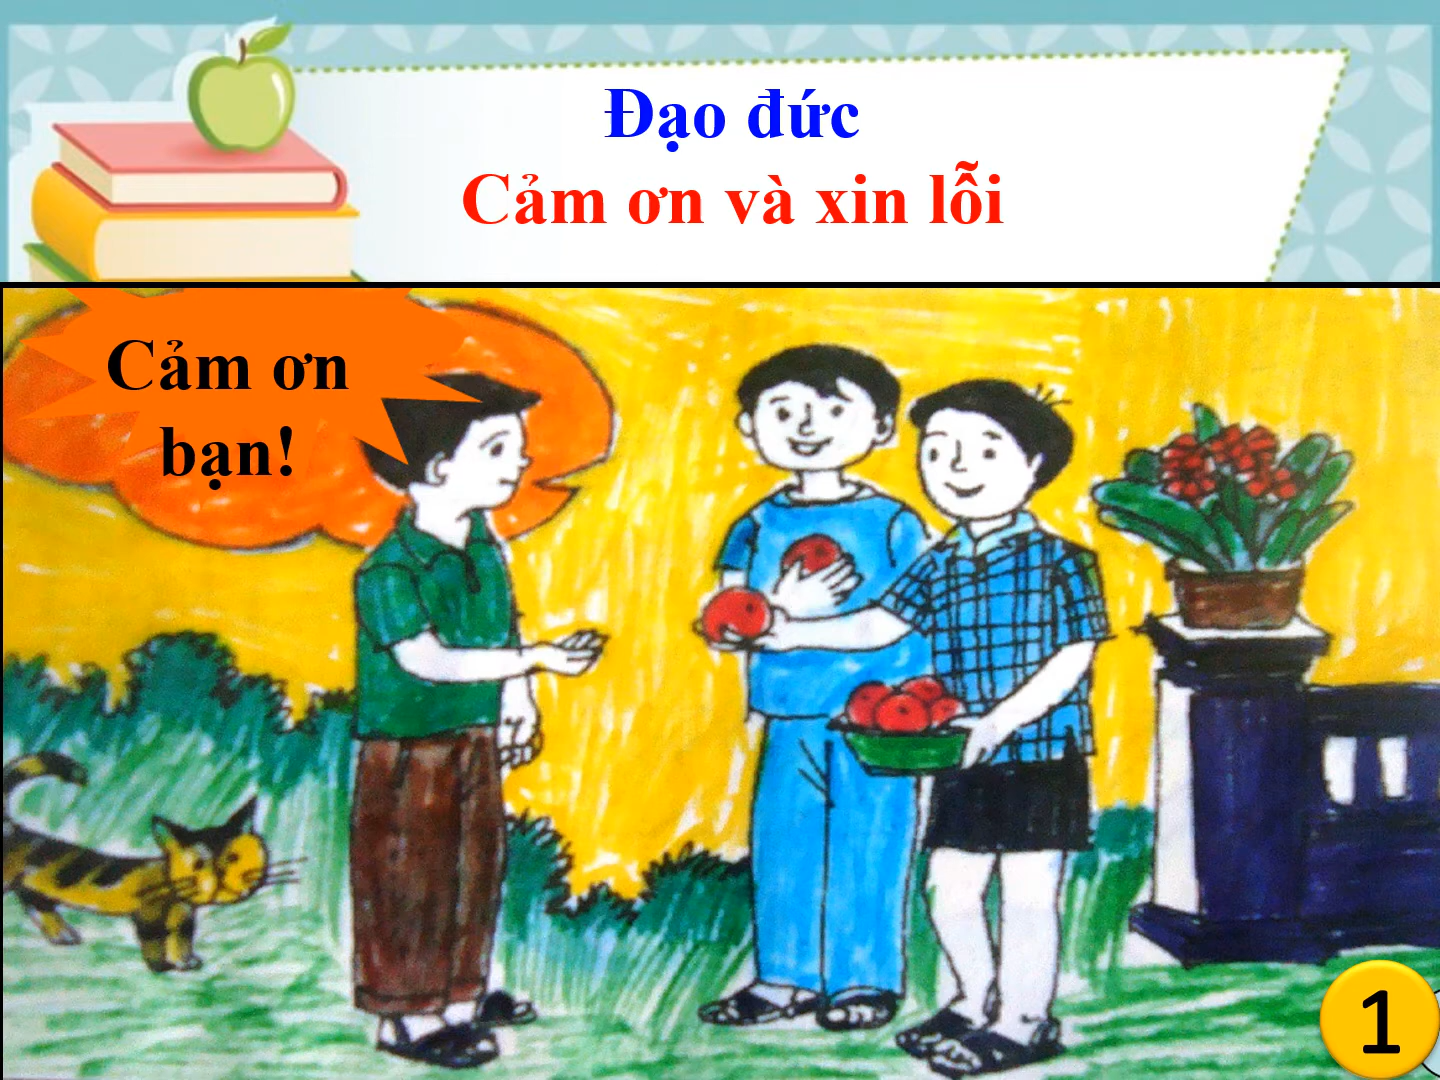 Đạo đức
Cảm ơn và xin lỗi
Cảm ơn
bạn!
1